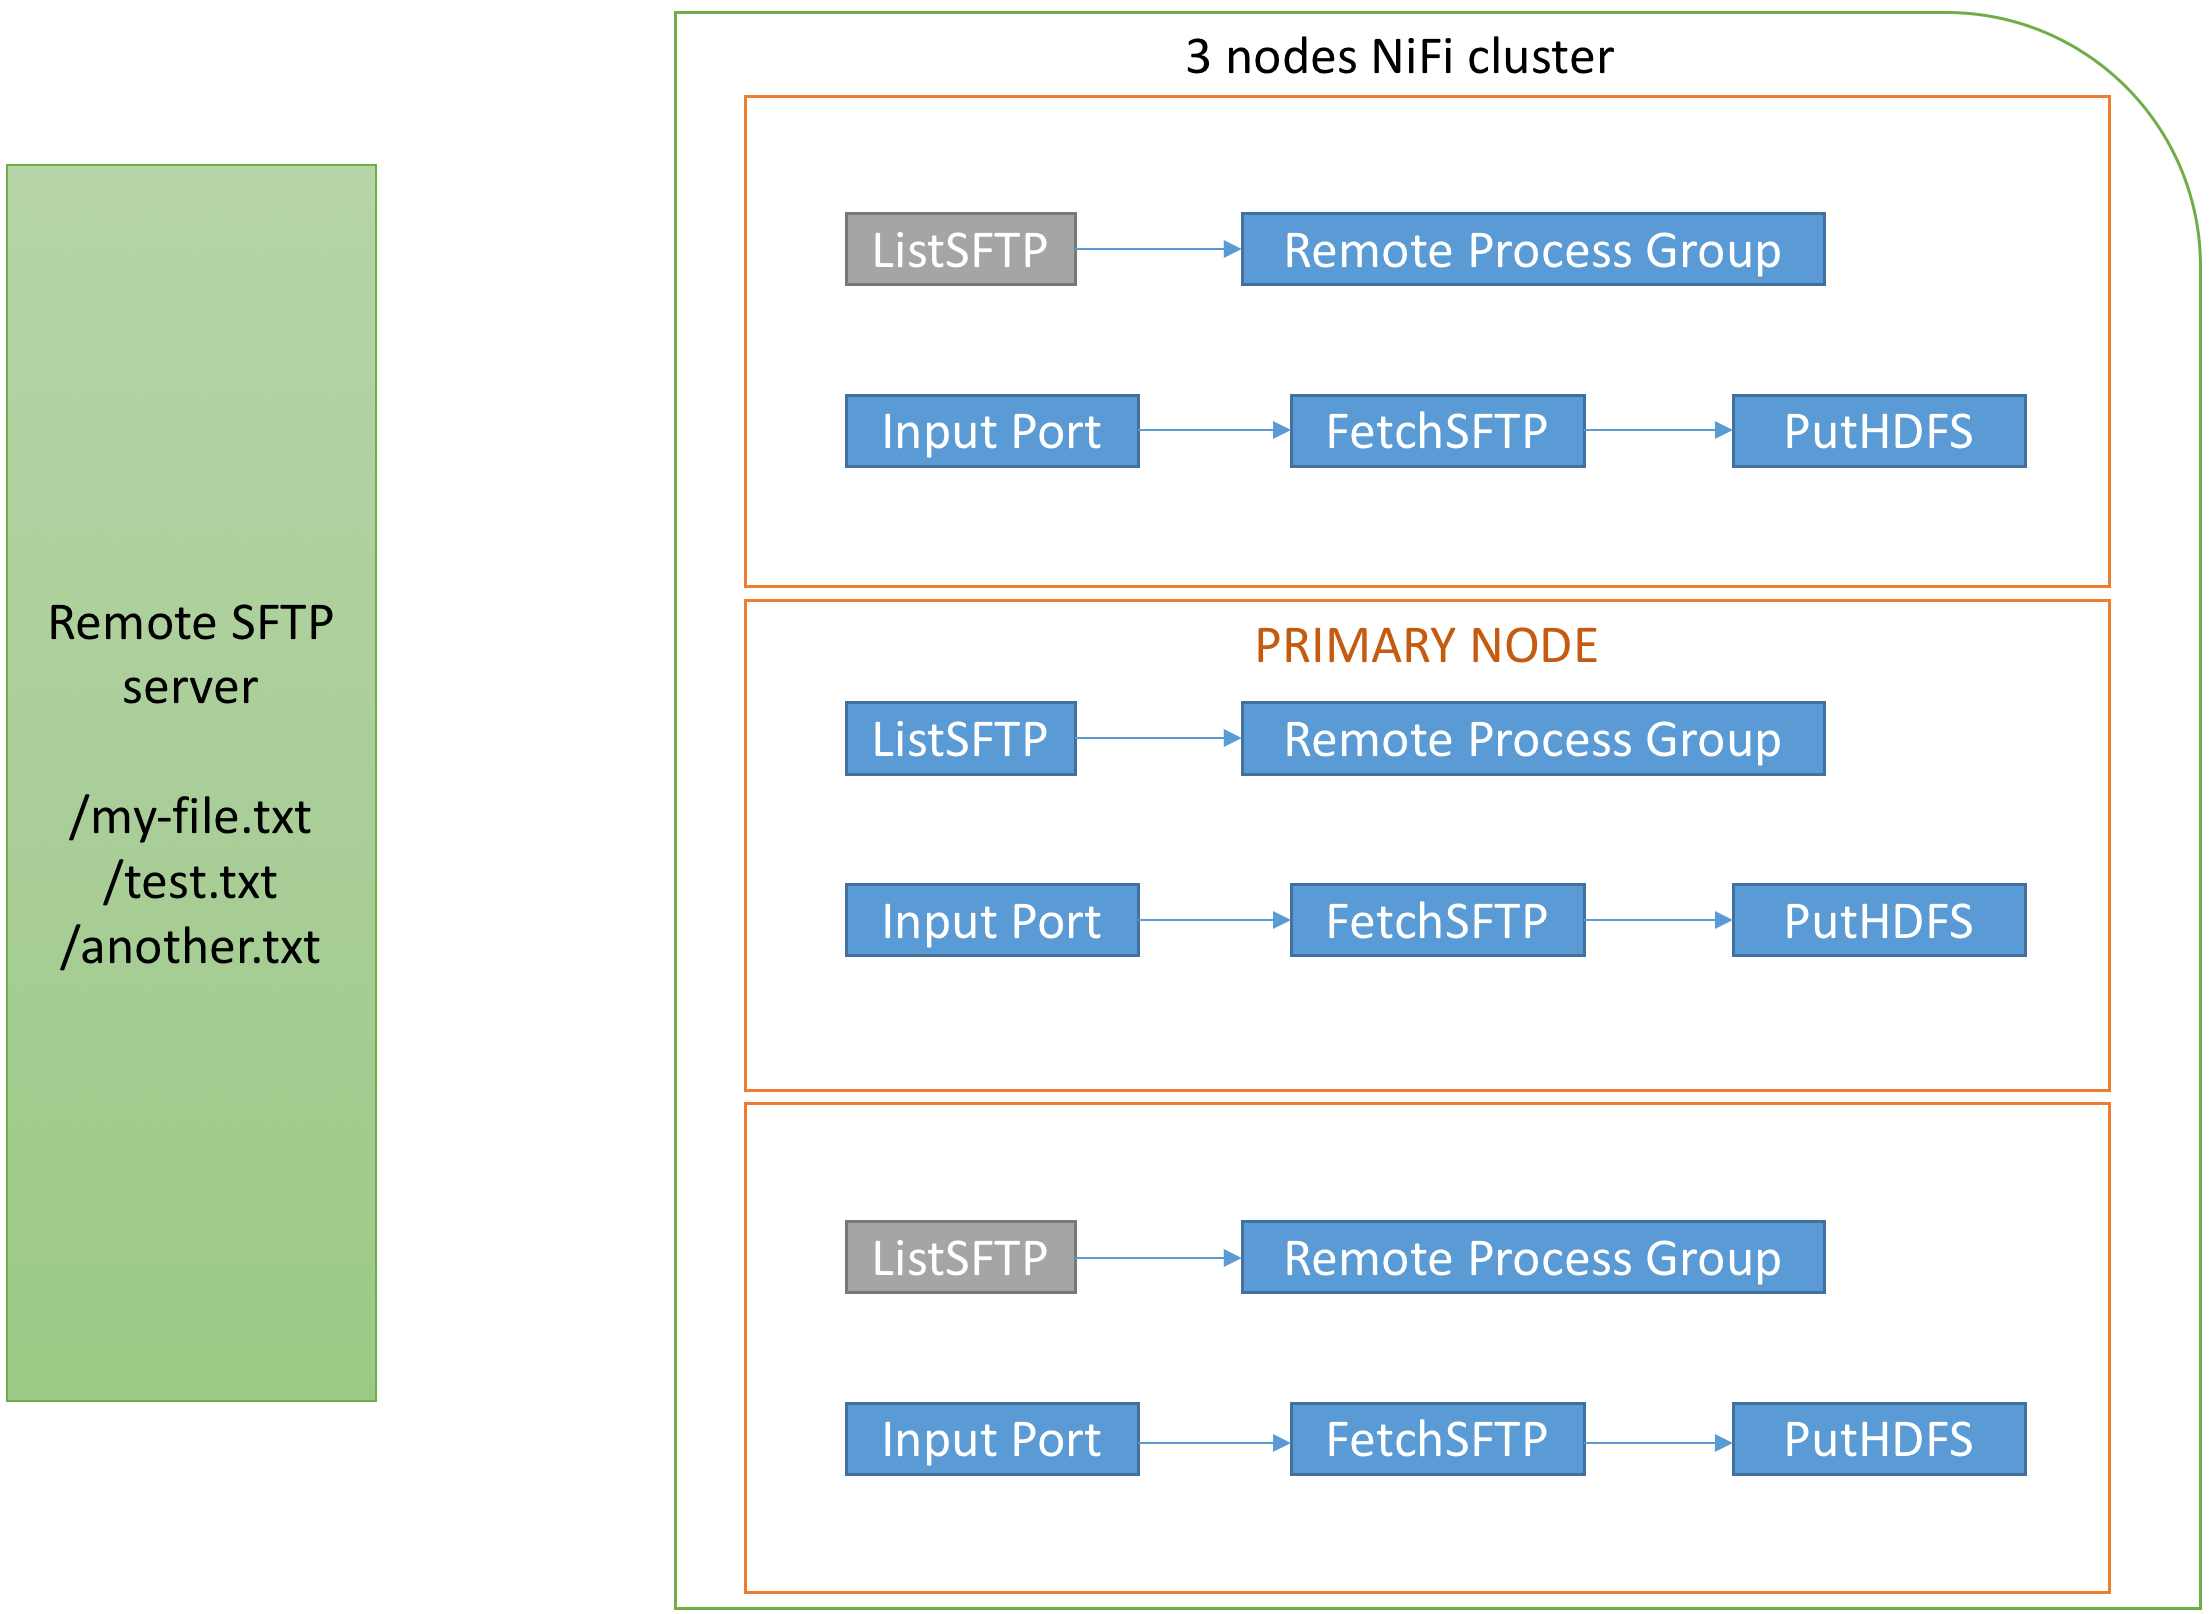 3 nodes NiFi cluster
Remote SFTP
server
/my-file.txt
/test.txt
/another.txt
ListSFTP
Remote Process Group
Input Port
FetchSFTP
PutHDFS
PRIMARY NODE
ListSFTP
Remote Process Group
Input Port
FetchSFTP
PutHDFS
ListSFTP
Remote Process Group
Input Port
FetchSFTP
PutHDFS